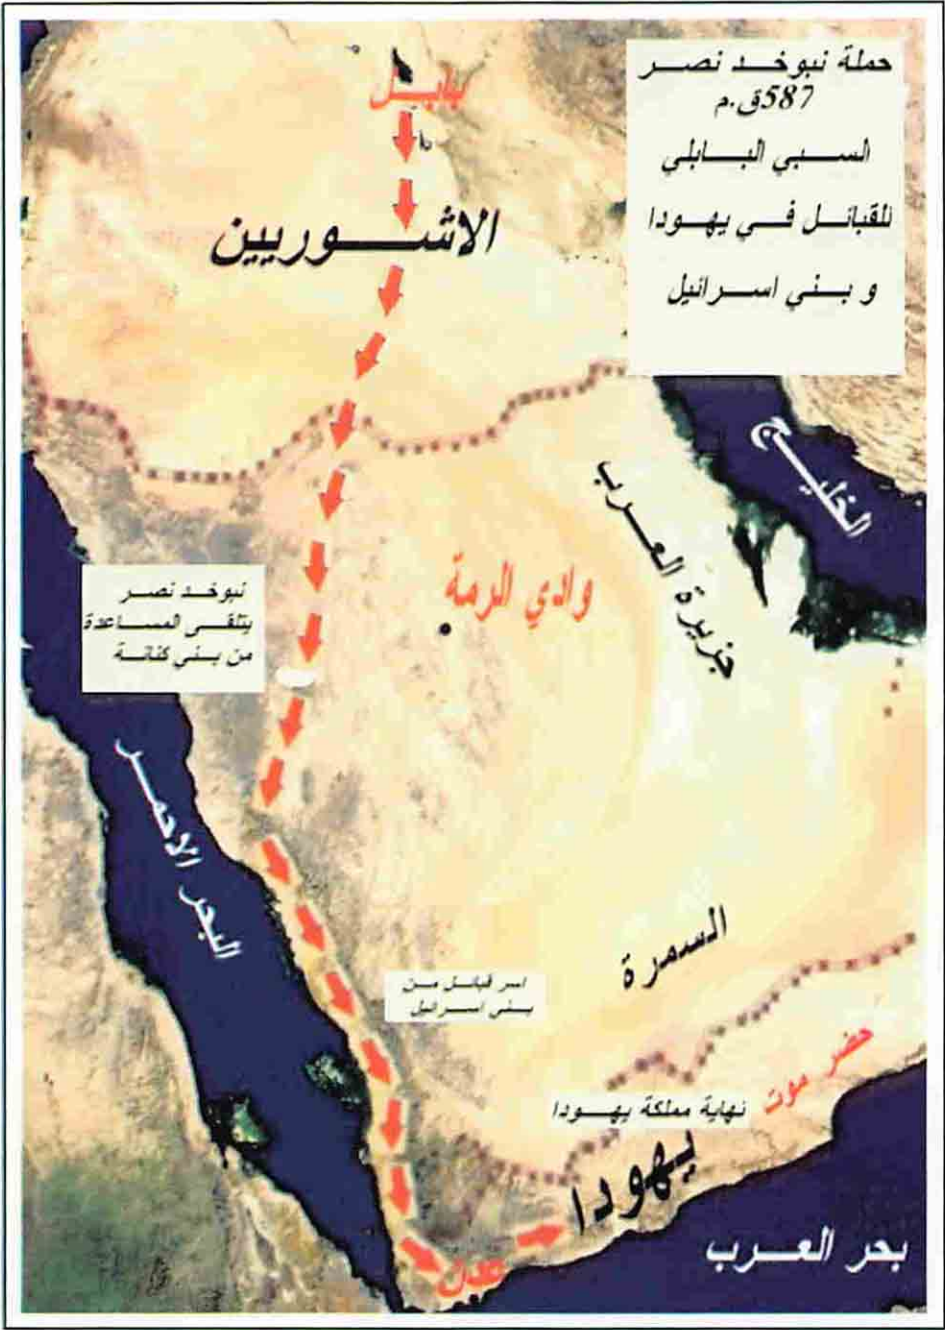 حملة نبوخد نصر
587ق.م
السبي البابلي
للقبائل في يهودا
و بني اسرائيل
بابل
الاشوريين
الخليج
جزيرة العرب
وادي الرمة
نبوخد نصر
يتلقى المساعدة
من بني كنانة
البحر الاحمر
السمرة
اسر قبائل من
بني اسرائيل
حضر موت
نهاية مملكة يهودا
يهودا
بحر العرب
عدن